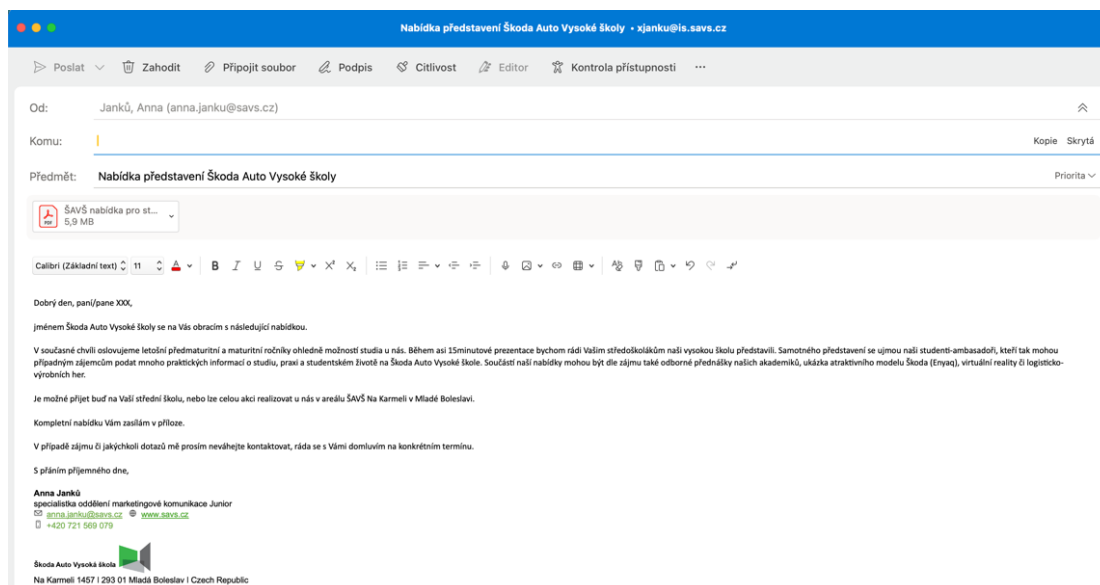 Nabídka představení Škoda Auto Vysoké školy • xjanku@is.savs.cz
Poslat Zahodit Připojit soubor Podpis Citlivost Editor Kontrola přístupnosti ...
Od: Janků, Anna (anna.janku@savs.cz)
Komu: Kopie Skrytá
Předmět: Nabídka představení Škoda Auto Vysoké školy Priorita
ŠAVŠ nabídka pro st...
PDF 5,9 MB
Calibri (Základní text) 11 A B I U S X² X₂
Dobrý den, paní/pane XXX,
jménem Škoda Auto Vysoké školy se na Vás obracím s následující nabídkou.
V současné chvíli oslovujeme letošní předmaturitní a maturitní ročníky ohledně možností studia u nás. Během asi 15minutové prezentace bychom rádi Vašim středoškolákům naši vysokou školu představili. Samotného představení se ujmou naši studenti-ambasadoři, kteří tak mohou
případným zájemcům podat mnoho praktických informací o studiu, praxi a studentském životě na Škoda Auto Vysoké škole. Součástí naší nabídky mohou být dle zájmu také odborné přednášky našich akademiků, ukázka atraktivního modelu Škoda (Enyaq), virtuální reality či logisticko-
výrobních her.
Je možné přijet buď na Vaší střední školu, nebo lze celou akci realizovat u nás v areálu ŠAVŠ Na Karmeli v Mladé Boleslavi.
Kompletní nabídku Vám zasílám v příloze.
V případě zájmu či jakýchkoli dotazů mě prosím neváhejte kontaktovat, ráda se s Vámi domluvím na konkrétním termínu.
S přáním příjemného dne,
Anna Janků
specialistka oddělení marketingové komunikace Junior
anna.janku@savs.cz www.savs.cz
+420 721 569 079
Škoda Auto Vysoká škola
Na Karmeli 1457 I 293 01 Mladá Boleslav I Czech Republic